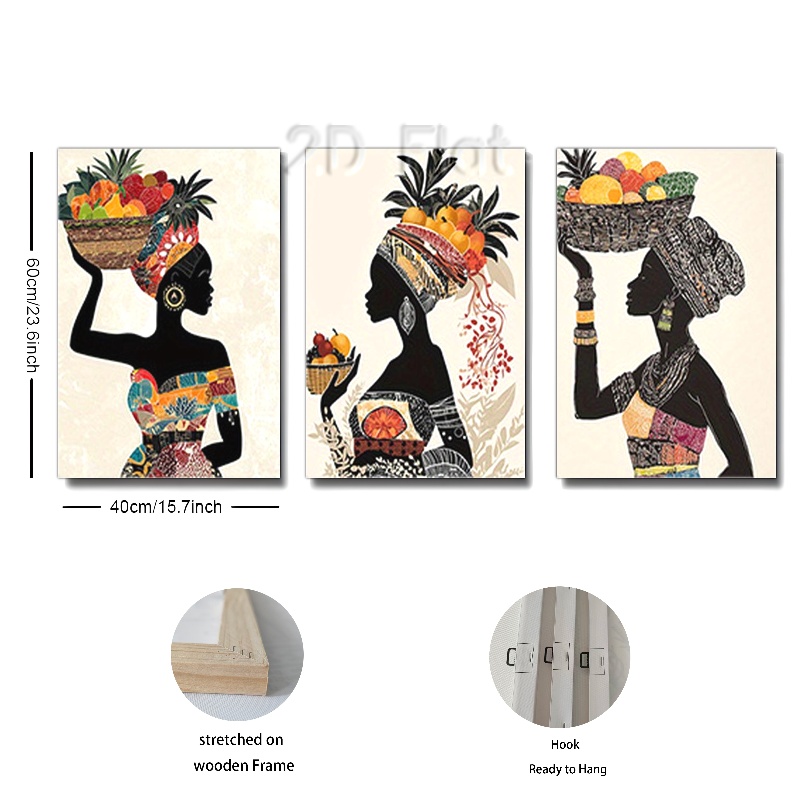 2D Flat
60cm/23.6inch
40cm/15.7inch
stretched on
wooden Frame
Hook
Ready to Hang